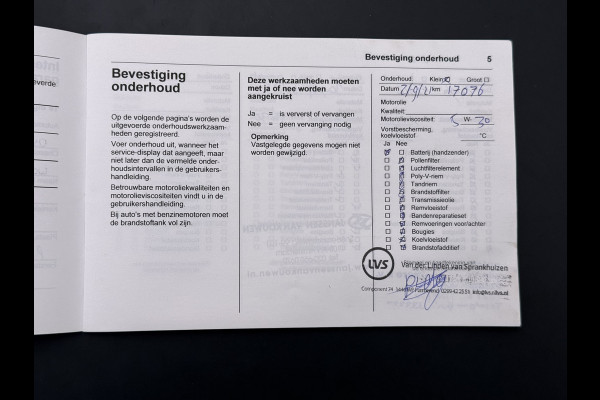 Bevestiging onderhoud 5
Bevestiging
onderhoud
Op de volgende pagina's worden de
uitgevoerde onderhoudswerkzaam-
heden geregistreerd.
Voer onderhoud uit, wanneer het
service-display dat aangeeft, maar
niet later dan de vermelde onder-
houdsintervallen in de gebruikers-
handleiding.
Betrouwbare motoroliekwaliteiten en
motorolieviscositeiten vindt u in de
gebruikershandleiding.
Bij auto's met benzinemotoren moet
de brandstoftank vol zijn.
Deze werkzaamheden moeten
met ja of nee worden
aangekruist
Ja = is ververst of vervangen
Nee = geen vervanging nodig
Opmerking
Vastgelegde gegevens mogen niet
worden gewijzigd.
Onderhoud: Klein Groot
Datum km 17076
Motorolie
Kwaliteit:
Motorolieviscositeit: 5 W- 30
Vorstbescherming,
koelvloeistof °C
Ja Nee
Batterij (handzender)
Pollenfilter
Luchtfilterelement
Poly-V-riem
Tandriem
Brandstoffilter
Transmissieolie
Remvloeistof
Bandenreparatieset
Remvoeringen voor/achter
Bougies
Koelvloeistof
Brandstofadditief
LVS
Van der Linden van Sprankhuizen